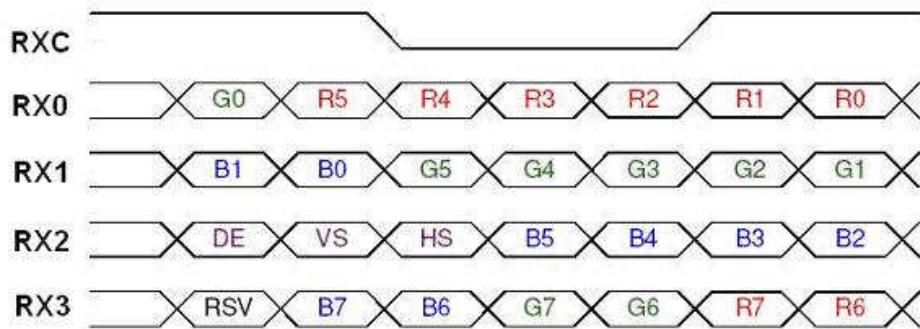 RXC
RX0 G0 R5 R4 R3 R2 R1 R0
RX1 B1 B0 G5 G4 G3 G2 G1
RX2 DE VS HS B5 B4 B3 B2
RX3 RSV B7 B6 G7 G6 R7 R6